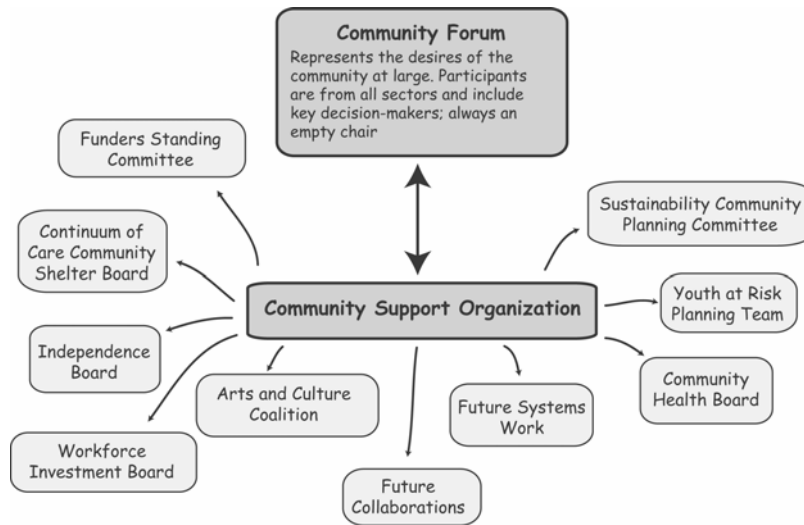 Community Forum
Represents the desires of the
community at large. Participants
are from all sectors and include
key decision-makers; always an
empty chair
Funders Standing
Committee
Sustainability Community
Planning Committee
Continuum of
Care Community
Shelter Board
Community Support Organization
Youth at Risk
Planning Team
Independence
Board
Arts and Culture
Coalition
Future Systems
Work
Community
Health Board
Workforce
Investment Board
Future
Collaborations